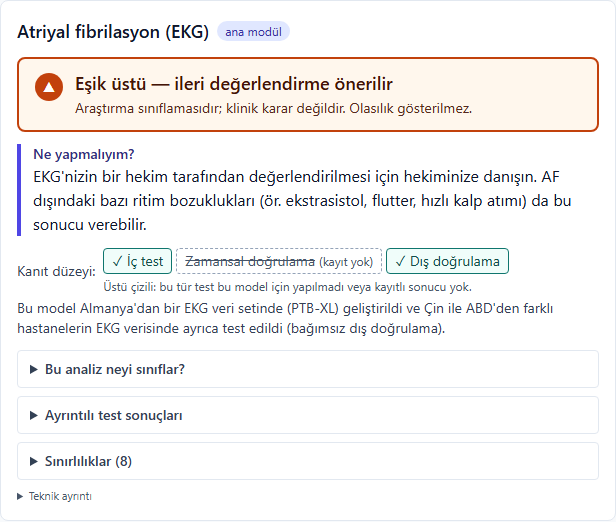 Atriyal fibrilasyon (EKG) ana modül
Eşik üstü — ileri değerlendirme önerilir
Araştırma sınıflamasıdır; klinik karar değildir. Olasılık gösterilmez.
Ne yapmalıyım?
EKG'nizin bir hekim tarafından değerlendirilmesi için hekiminize danışın. AF
dışındaki bazı ritim bozuklukları (ör. ekstrasistol, flutter, hızlı kalp atımı) da bu
sonucu verebilir.
Kanıt düzeyi: ✓ İç test Zamansal doğrulama (kayıt yok) ✓ Dış doğrulama
Üstü çizili: bu tür test bu model için yapılmadı veya kayıtlı sonucu yok.
Bu model Almanya'dan bir EKG veri setinde (PTB-XL) geliştirildi ve Çin ile ABD'den farklı
hastanelerin EKG verisinde ayrıca test edildi (bağımsız dış doğrulama).
▶ Bu analiz neyi sınıflar?
▶ Ayrıntılı test sonuçları
▶ Sınırlılıklar (8)
▶ Teknik ayrıntı